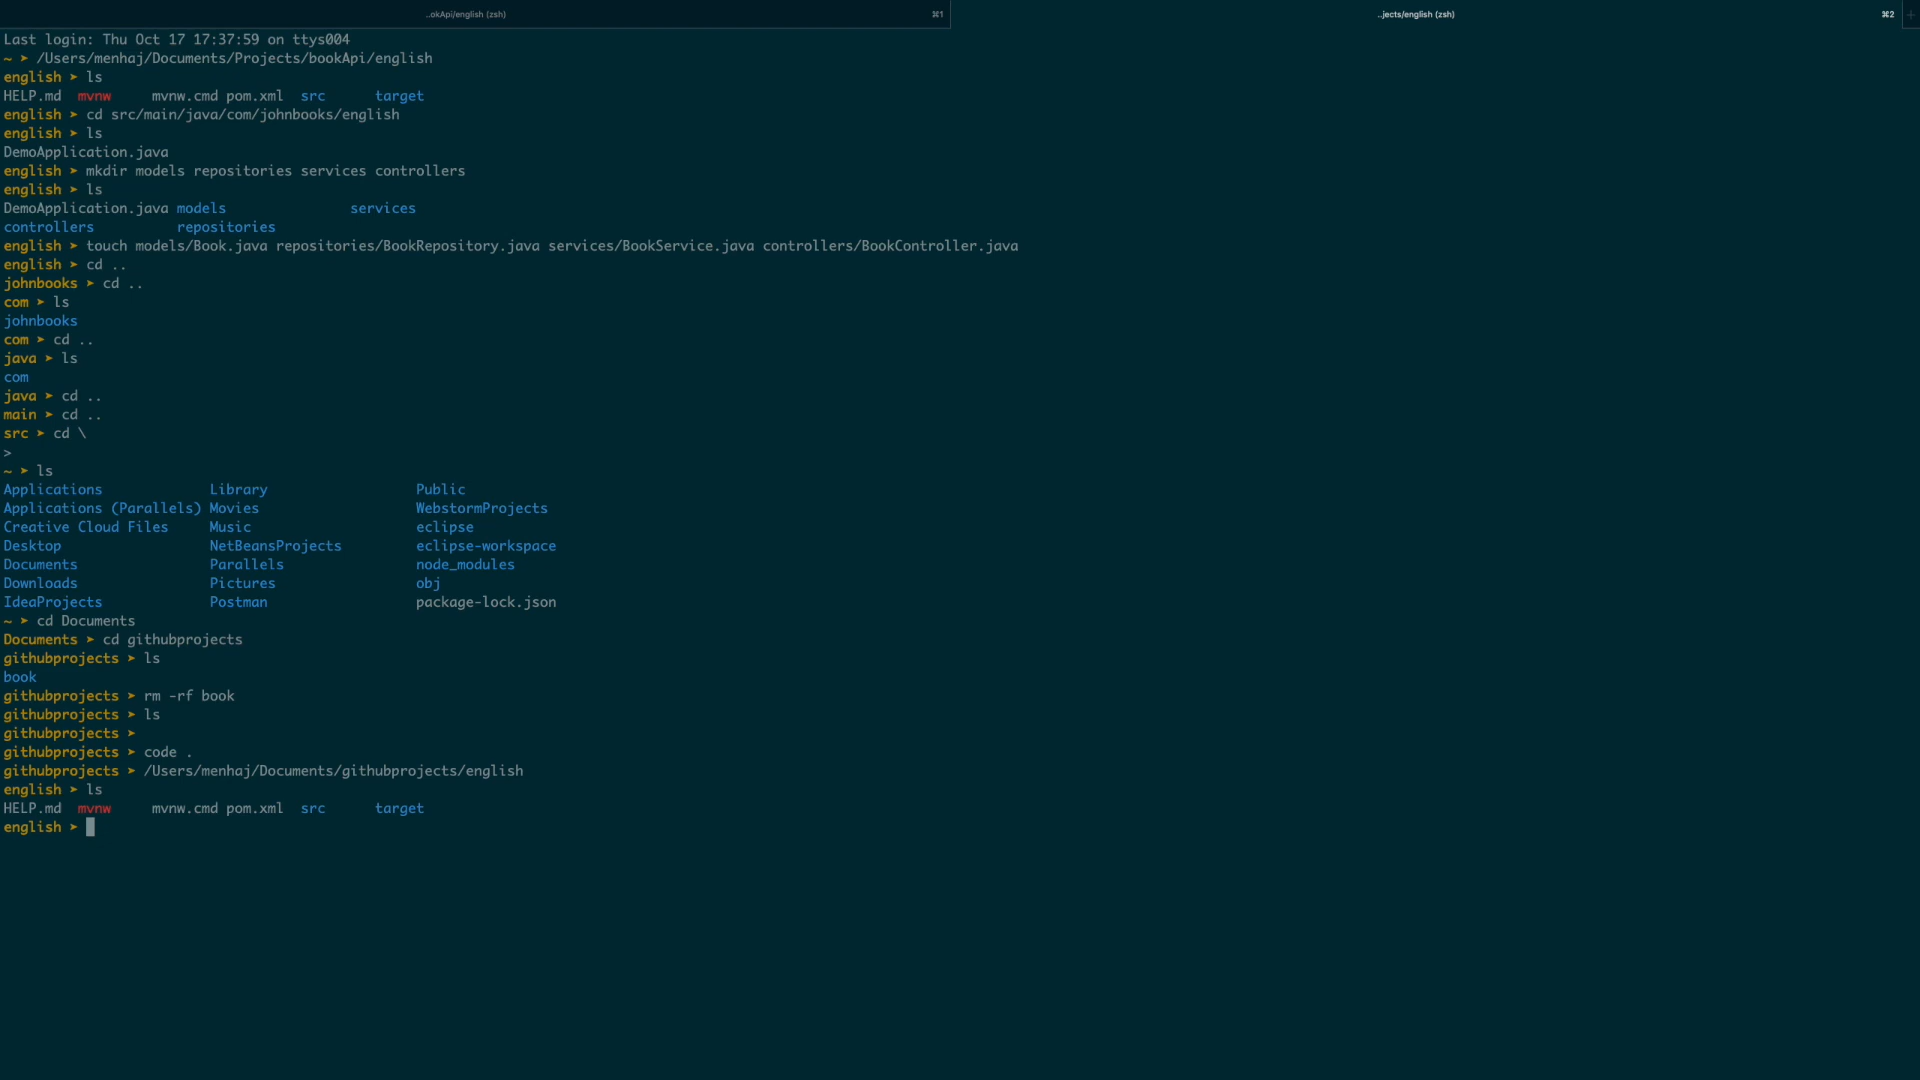 ..okApi/english (zsh) ⌘1 ..jects/english (zsh) ⌘2 +
Last login: Thu Oct 17 17:37:59 on ttys004
~ ➤ /Users/menhaj/Documents/Projects/bookApi/english
english ➤ ls
HELP.md mvnw mvnw.cmd pom.xml src target
english ➤ cd src/main/java/com/johnbooks/english
english ➤ ls
DemoApplication.java
english ➤ mkdir models repositories services controllers
english ➤ ls
DemoApplication.java models services
controllers repositories
english ➤ touch models/Book.java repositories/BookRepository.java services/BookService.java controllers/BookController.java
english ➤ cd ..
johnbooks ➤ cd ..
com ➤ ls
johnbooks
com ➤ cd ..
java ➤ ls
com
java ➤ cd ..
main ➤ cd ..
src ➤ cd \
>
~ ➤ ls
Applications Library Public
Applications (Parallels) Movies WebstormProjects
Creative Cloud Files Music eclipse
Desktop NetBeansProjects eclipse-workspace
Documents Parallels node_modules
Downloads Pictures obj
IdeaProjects Postman package-lock.json
~ ➤ cd Documents
Documents ➤ cd githubprojects
githubprojects ➤ ls
book
githubprojects ➤ rm -rf book
githubprojects ➤ ls
githubprojects ➤
githubprojects ➤ code .
githubprojects ➤ /Users/menhaj/Documents/githubprojects/english
english ➤ ls
HELP.md mvnw mvnw.cmd pom.xml src target
english ➤